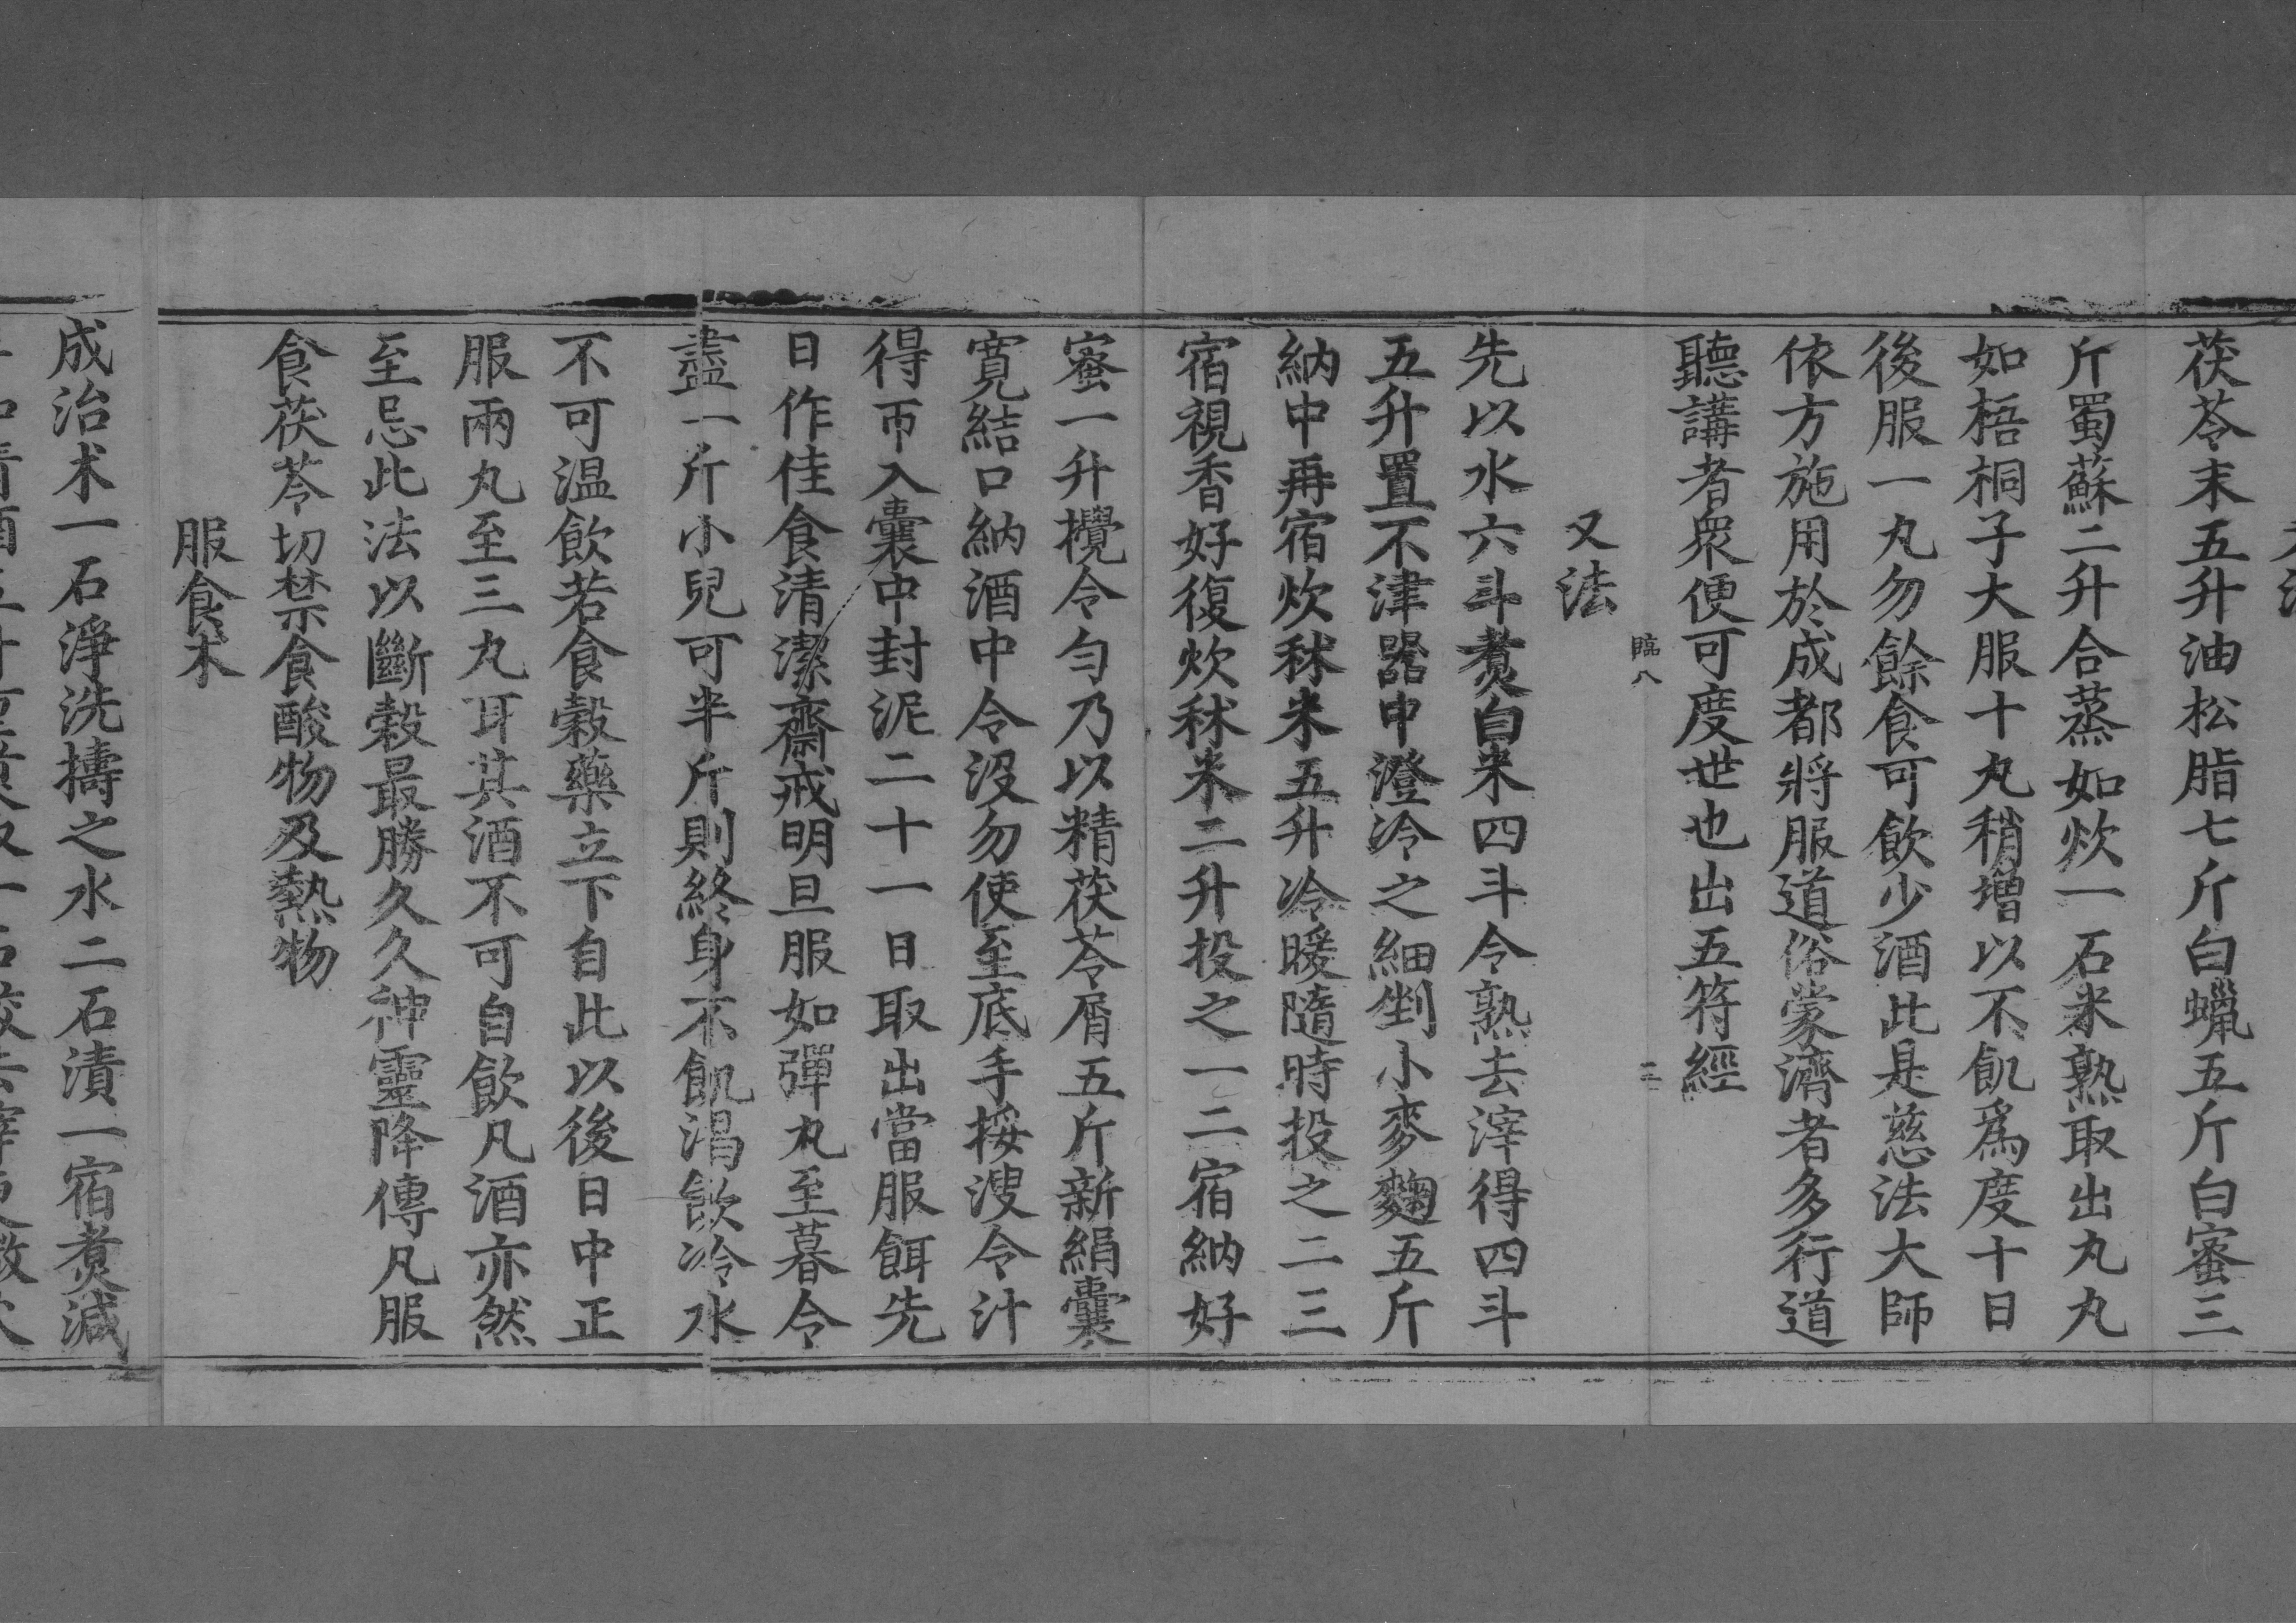 茯苓末五升油松脂七斤白蠟五斤白蜜三
斤蜀蘇二升合蒸如炊一石米熟取出丸丸
如梧桐子大服十丸稍增以不飢爲度十日
後服一丸勿餘食可飲少酒此是慈法大師
依方施用於成都將服道俗蒙濟者多行道
聽講者衆便可度世也出五符經
臨八 二
又法
先以水六斗煑白米四斗令熟去滓得四斗
五升置不津器中澄冷之細剉小麥麴五斤
納中再宿炊秫米五升冷暖隨時投之二三
宿視香好復炊秫米二升投之一二宿納好
蜜一升攪令勻乃以精茯苓屑五斤新絹囊
寬結口納酒中令沒勿使至底手挼溲令汁
得帀入囊中封泥二十一日取出當服餌先
日作佳食清潔齋戒明旦服如彈丸至暮令
盡一斤小兒可半斤則終身不飢渴飲冷水
不可温飲若食穀藥立下自此以後日中正
服兩丸至三丸耳其酒不可自飲凡酒亦然
至忌此法以斷穀最勝久久神靈降傳凡服
食茯苓切禁食酸物及熱物
服食术
成治术一石淨洗擣之水二石漬一宿煑減